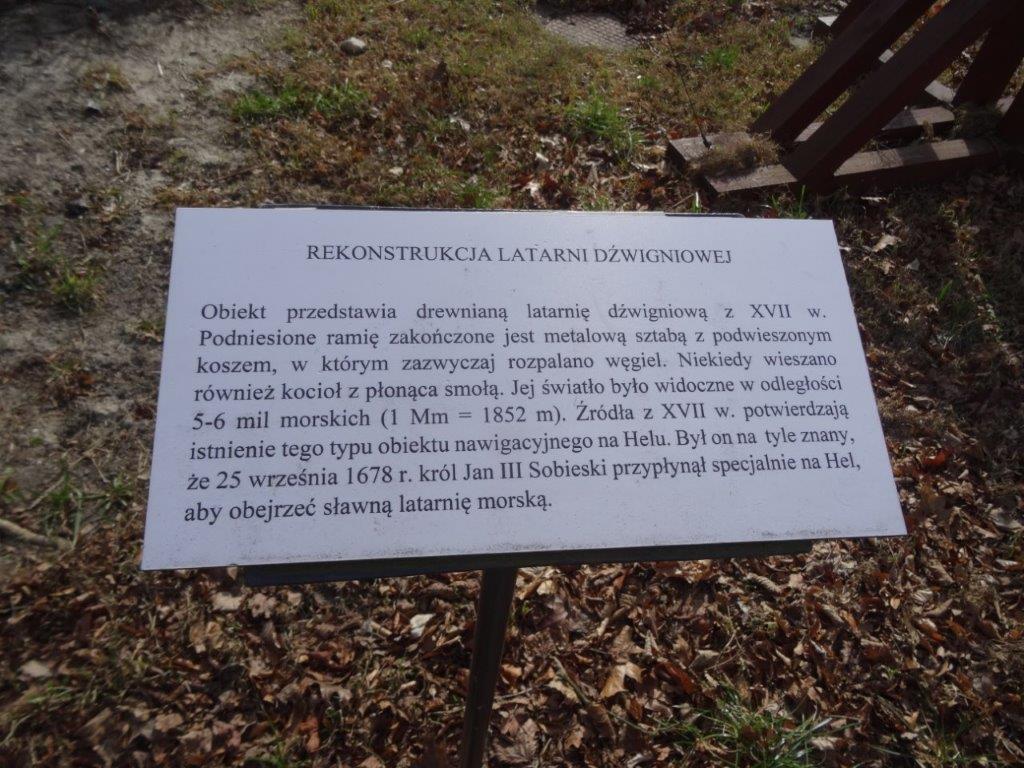 REKONSTRUKCJA LATARNI DŹWIGNIOWEJ
Obiekt przedstawia drewnianą latarnię dźwigniową z XVII w.
Podniesione ramię zakończone jest metalową sztabą z podwieszonym
koszem, w którym zazwyczaj rozpalano węgiel. Niekiedy wieszano
również kocioł z płonąca smołą. Jej światło było widoczne w odległości
5-6 mil morskich (1 Mm = 1852 m). Źródła z XVII w. potwierdzają
istnienie tego typu obiektu nawigacyjnego na Helu. Był on na tyle znany,
że 25 września 1678 r. król Jan III Sobieski przypłynął specjalnie na Hel,
aby obejrzeć sławną latarnię morską.